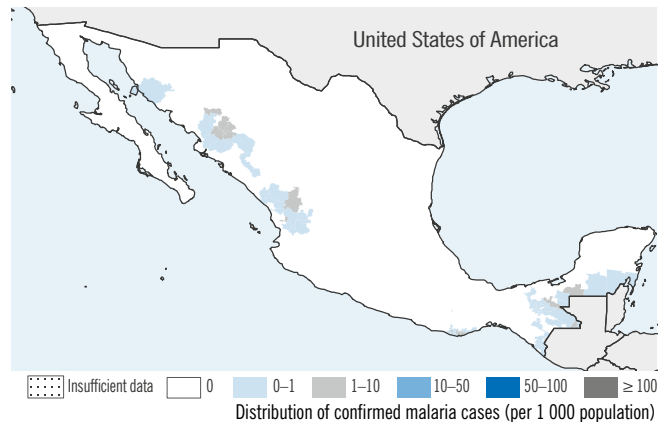 United States of America
Insufficient data 0 0–1 1–10 10–50 50–100 ≥ 100
Distribution of confirmed malaria cases (per 1 000 population)